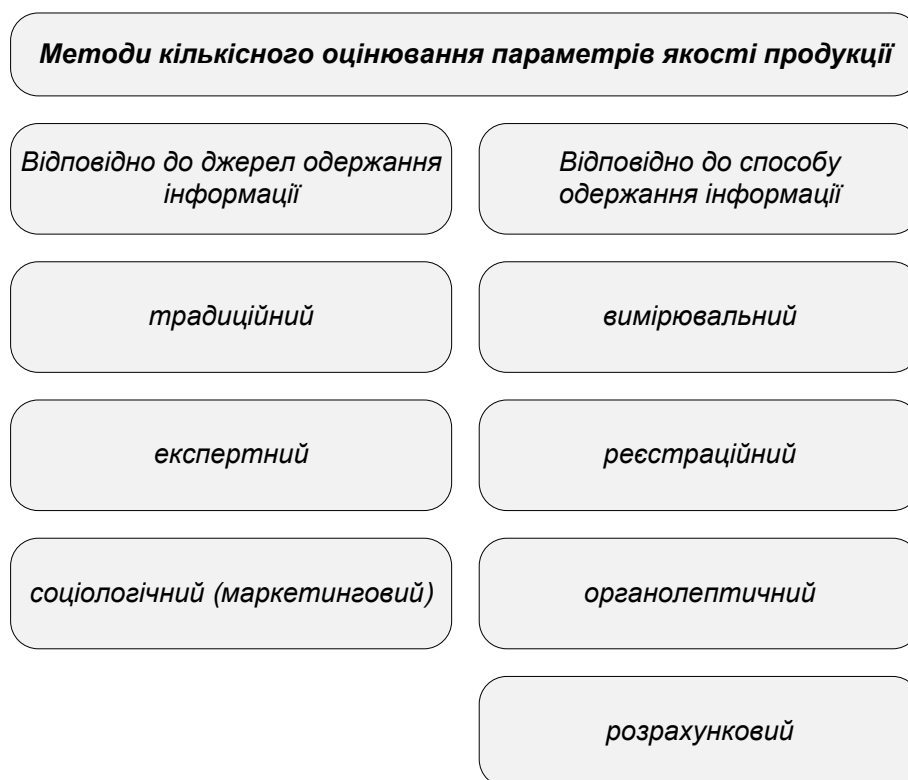 Методи кількісного оцінювання параметрів якості продукції
Відповідно до джерел одержання
інформації
Відповідно до способу
одержання інформації
традиційний
вимірювальний
експертний
реєстраційний
соціологічний (маркетинговий)
органолептичний
розрахунковий